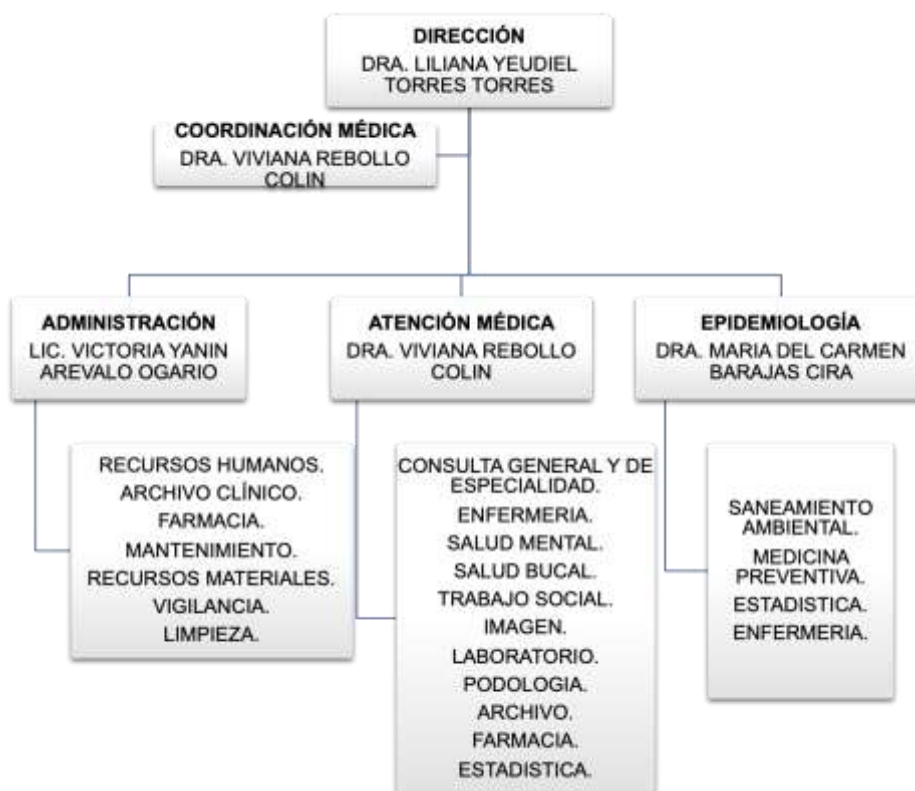 DIRECCIÓN
DRA. LILIANA YEUDIEL
TORRES TORRES
COORDINACIÓN MÉDICA
DRA. VIVIANA REBOLLO
COLIN
ADMINISTRACIÓN
LIC. VICTORIA YANIN
AREVALO OGARIO
ATENCIÓN MÉDICA
DRA. VIVIANA REBOLLO
COLIN
EPIDEMIOLOGÍA
DRA. MARIA DEL CARMEN
BARAJAS CIRA
RECURSOS HUMANOS.
ARCHIVO CLÍNICO.
FARMACIA.
MANTENIMIENTO.
RECURSOS MATERIALES.
VIGILANCIA.
LIMPIEZA.
CONSULTA GENERAL Y DE
ESPECIALIDAD.
ENFERMERIA.
SALUD MENTAL.
SALUD BUCAL.
TRABAJO SOCIAL.
IMAGEN.
LABORATORIO.
PODOLOGIA.
ARCHIVO.
FARMACIA.
ESTADISTICA.
SANEAMIENTO
AMBIENTAL.
MEDICINA
PREVENTIVA.
ESTADISTICA.
ENFERMERIA.